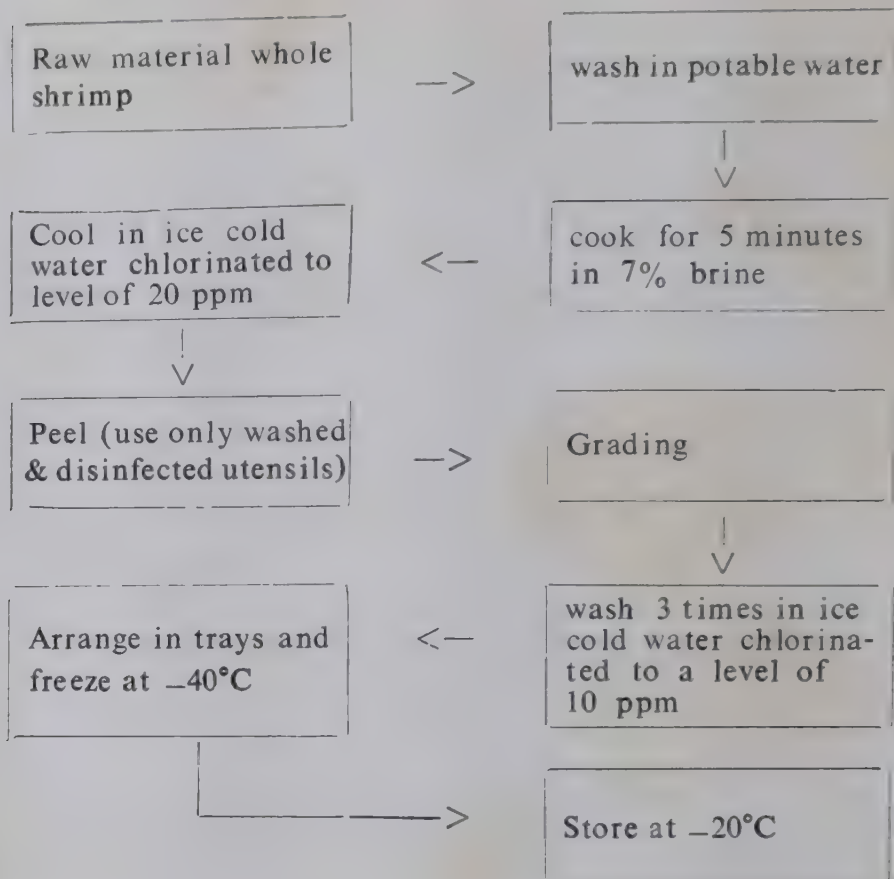 Raw material whole
shrimp
wash in potable water
cook for 5 minutes
in 7% brine
Cool in ice cold
water chlorinated to
level of 20 ppm
Peel (use only washed
& disinfected utensils)
Grading
wash 3 times in ice
cold water chlorina-
ted to a level of
10 ppm
Arrange in trays and
freeze at –40°C
Store at –20°C